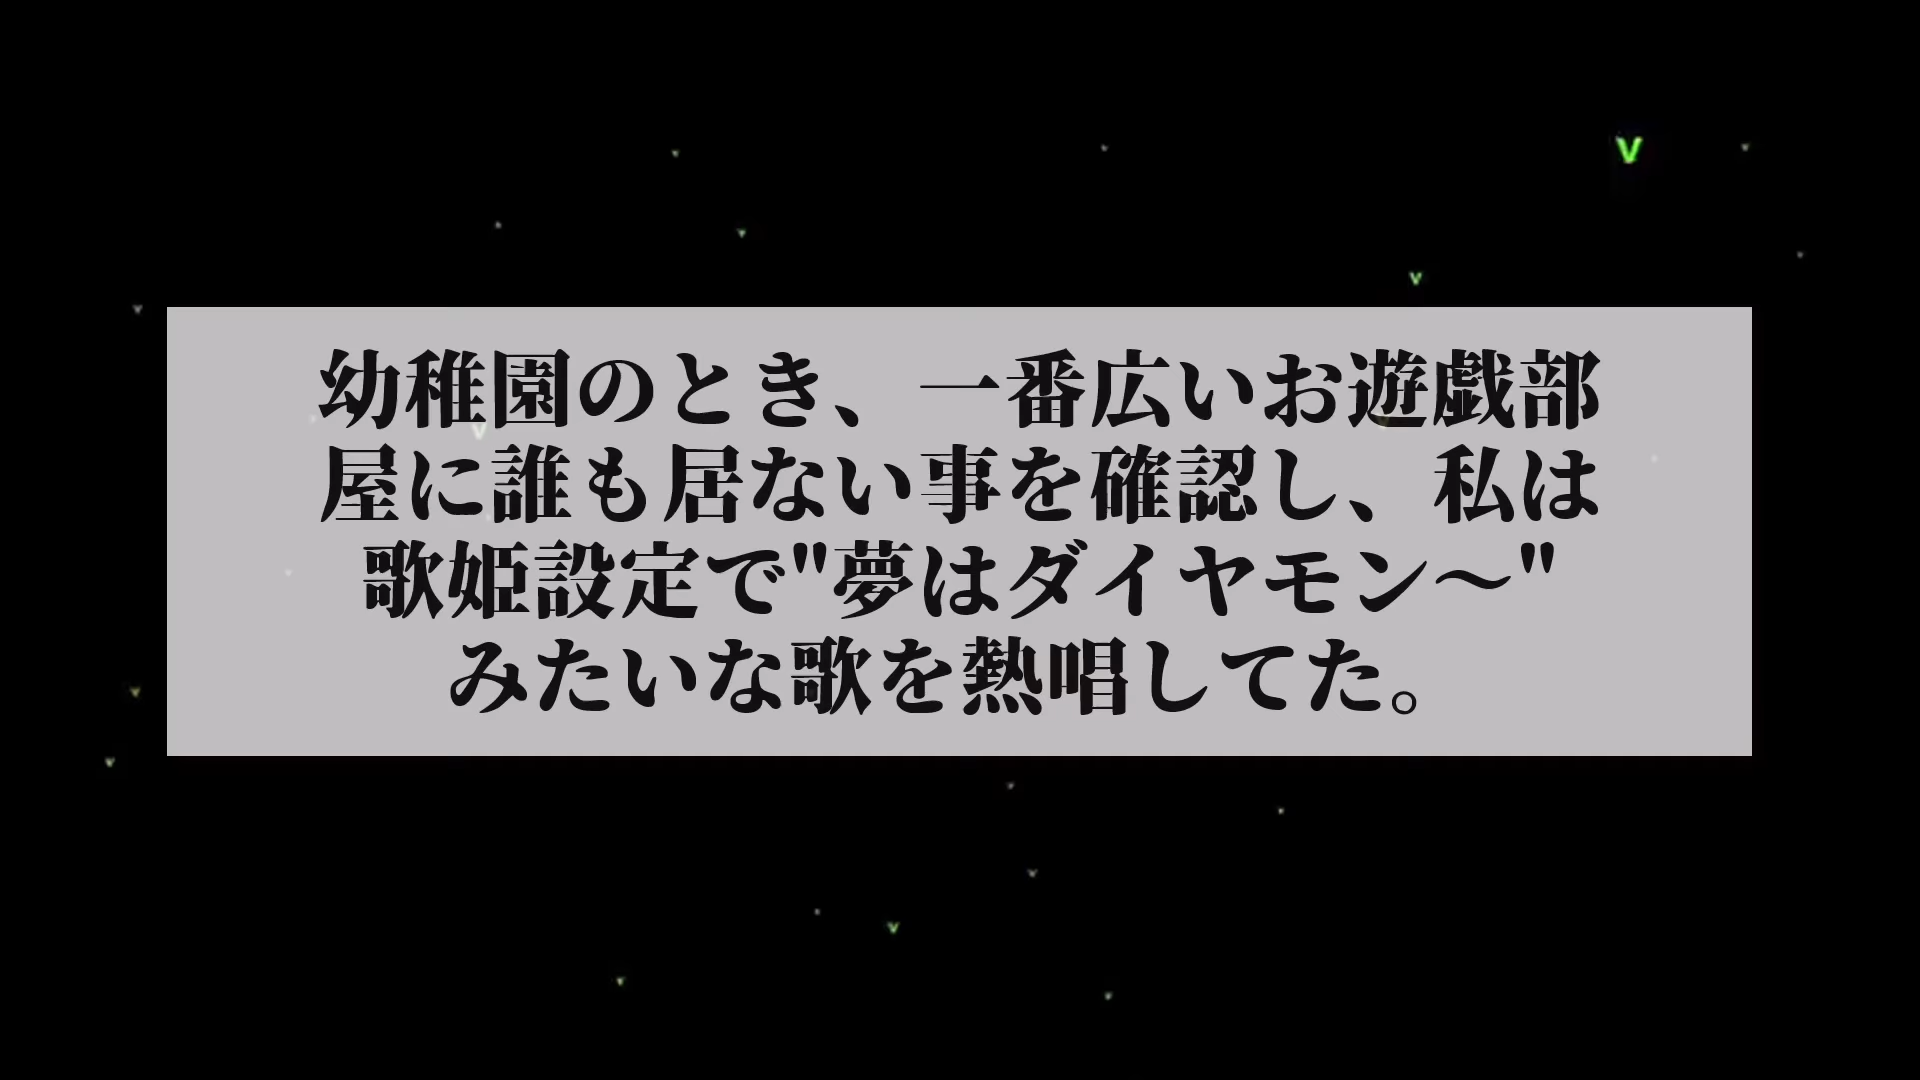 幼稚園のとき、一番広いお遊戯部
屋に誰も居ない事を確認し、私は
歌姫設定で"夢はダイヤモン～"
みたいな歌を熱唱してた。